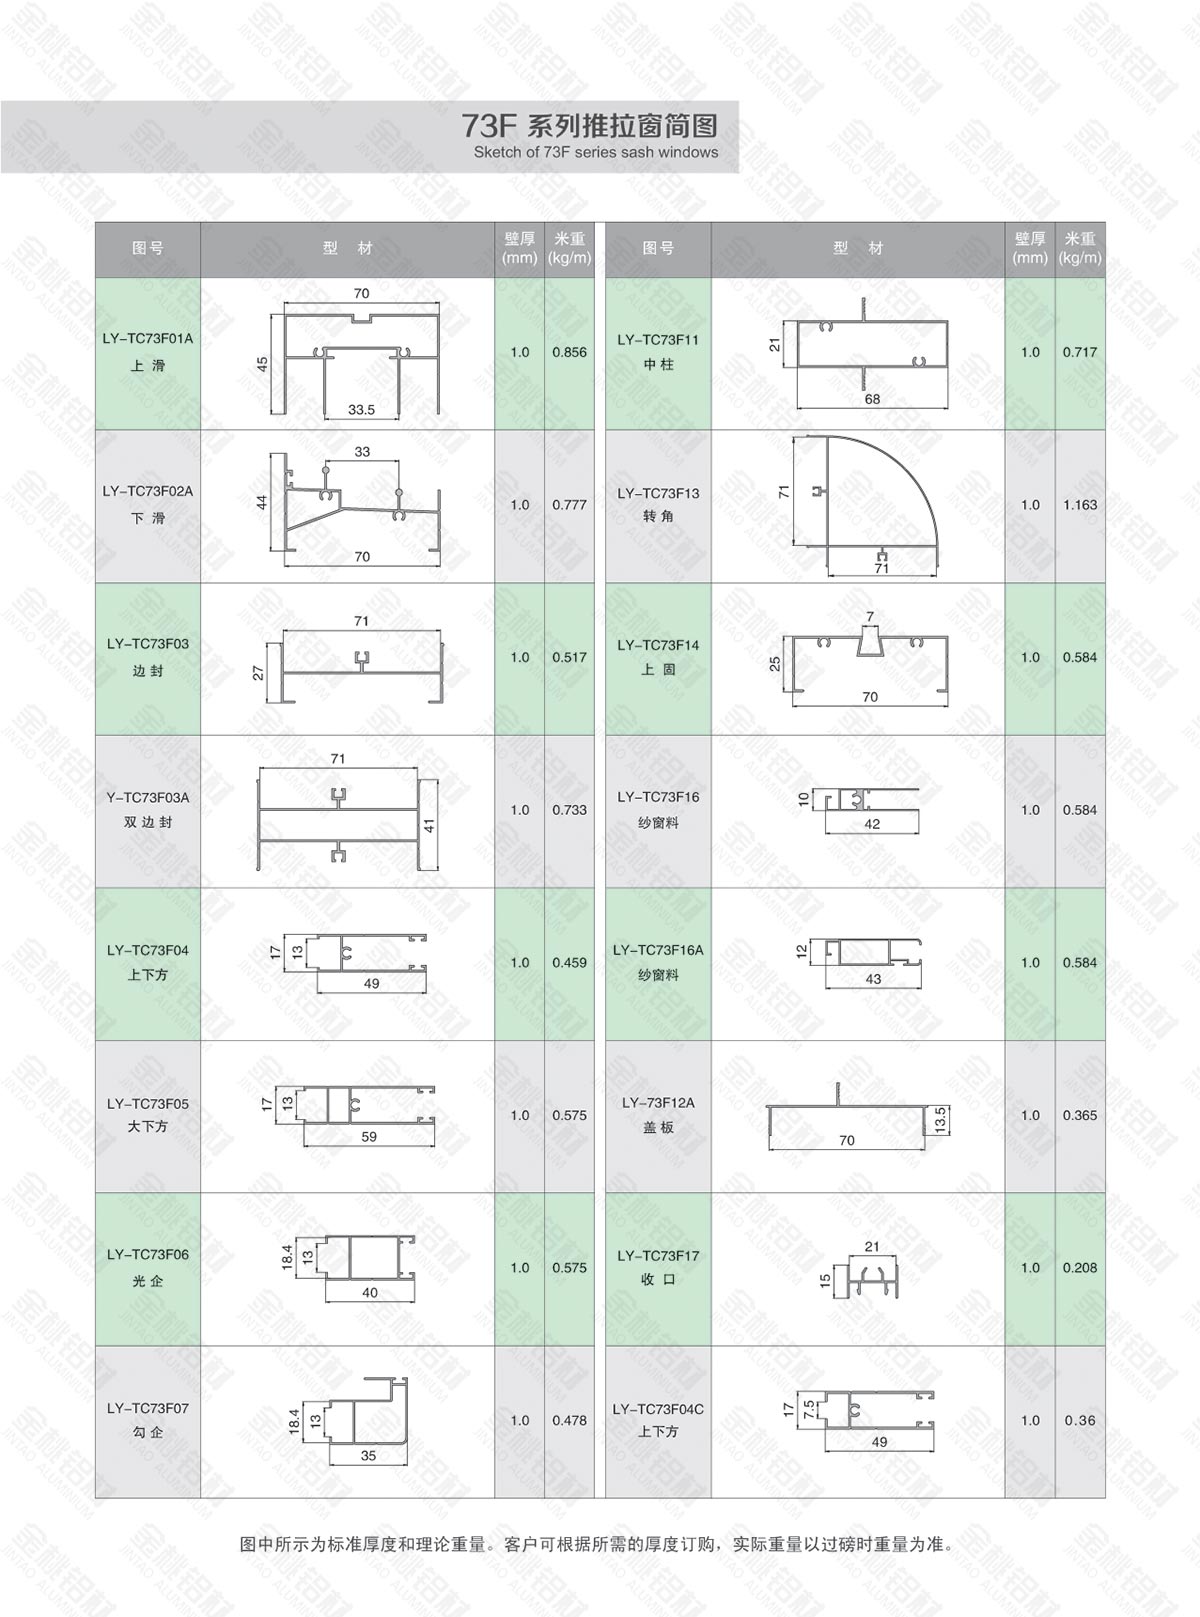 73F 系列推拉窗简图
Sketch of 73F series sash windows
图号 型 材 壁厚 (mm) 米重 (kg/m)
图号 型 材 壁厚 (mm) 米重 (kg/m)
LY-TC73F01A
上 滑
70
45
33.5
1.0 0.856
LY-TC73F11
中 柱
21
68
1.0 0.717
LY-TC73F02A
下 滑
33
44
70
1.0 0.777
LY-TC73F13
转 角
71
71
1.0 1.163
LY-TC73F03
边 封
71
27
1.0 0.517
LY-TC73F14
上 固
7
25
70
1.0 0.584
Y-TC73F03A
双 边 封
71
41
1.0 0.733
LY-TC73F16
纱窗料
10
42
1.0 0.584
LY-TC73F04
上下方
17
13
49
1.0 0.459
LY-TC73F16A
纱窗料
12
43
1.0 0.584
LY-TC73F05
大下方
17
13
59
1.0 0.575
LY-73F12A
盖 板
13.5
70
1.0 0.365
LY-TC73F06
光 企
18.4
13
40
1.0 0.575
LY-TC73F17
收 口
21
15
1.0 0.208
LY-TC73F07
勾 企
18.4
13
35
1.0 0.478
LY-TC73F04C
上下方
17
7.5
49
1.0 0.36
图中所示为标准厚度和理论重量。客户可根据所需的厚度订购，实际重量以过磅时重量为准。
金桃铝材
JINTAO ALUMINIUM